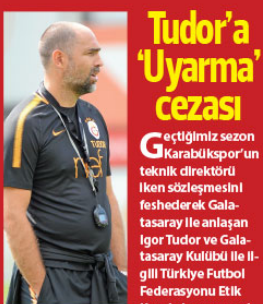 Tudor'a
'Uyarma'
cezası
Geçtiğimiz sezon
Karabükspor'un
teknik direktörü
iken sözleşmesini
feshederek Gala-
tasaray ile anlaşan
Igor Tudor ve Gala-
tasaray Kulübü ile il-
gili Türkiye Futbol
Federasyonu Etik
nef